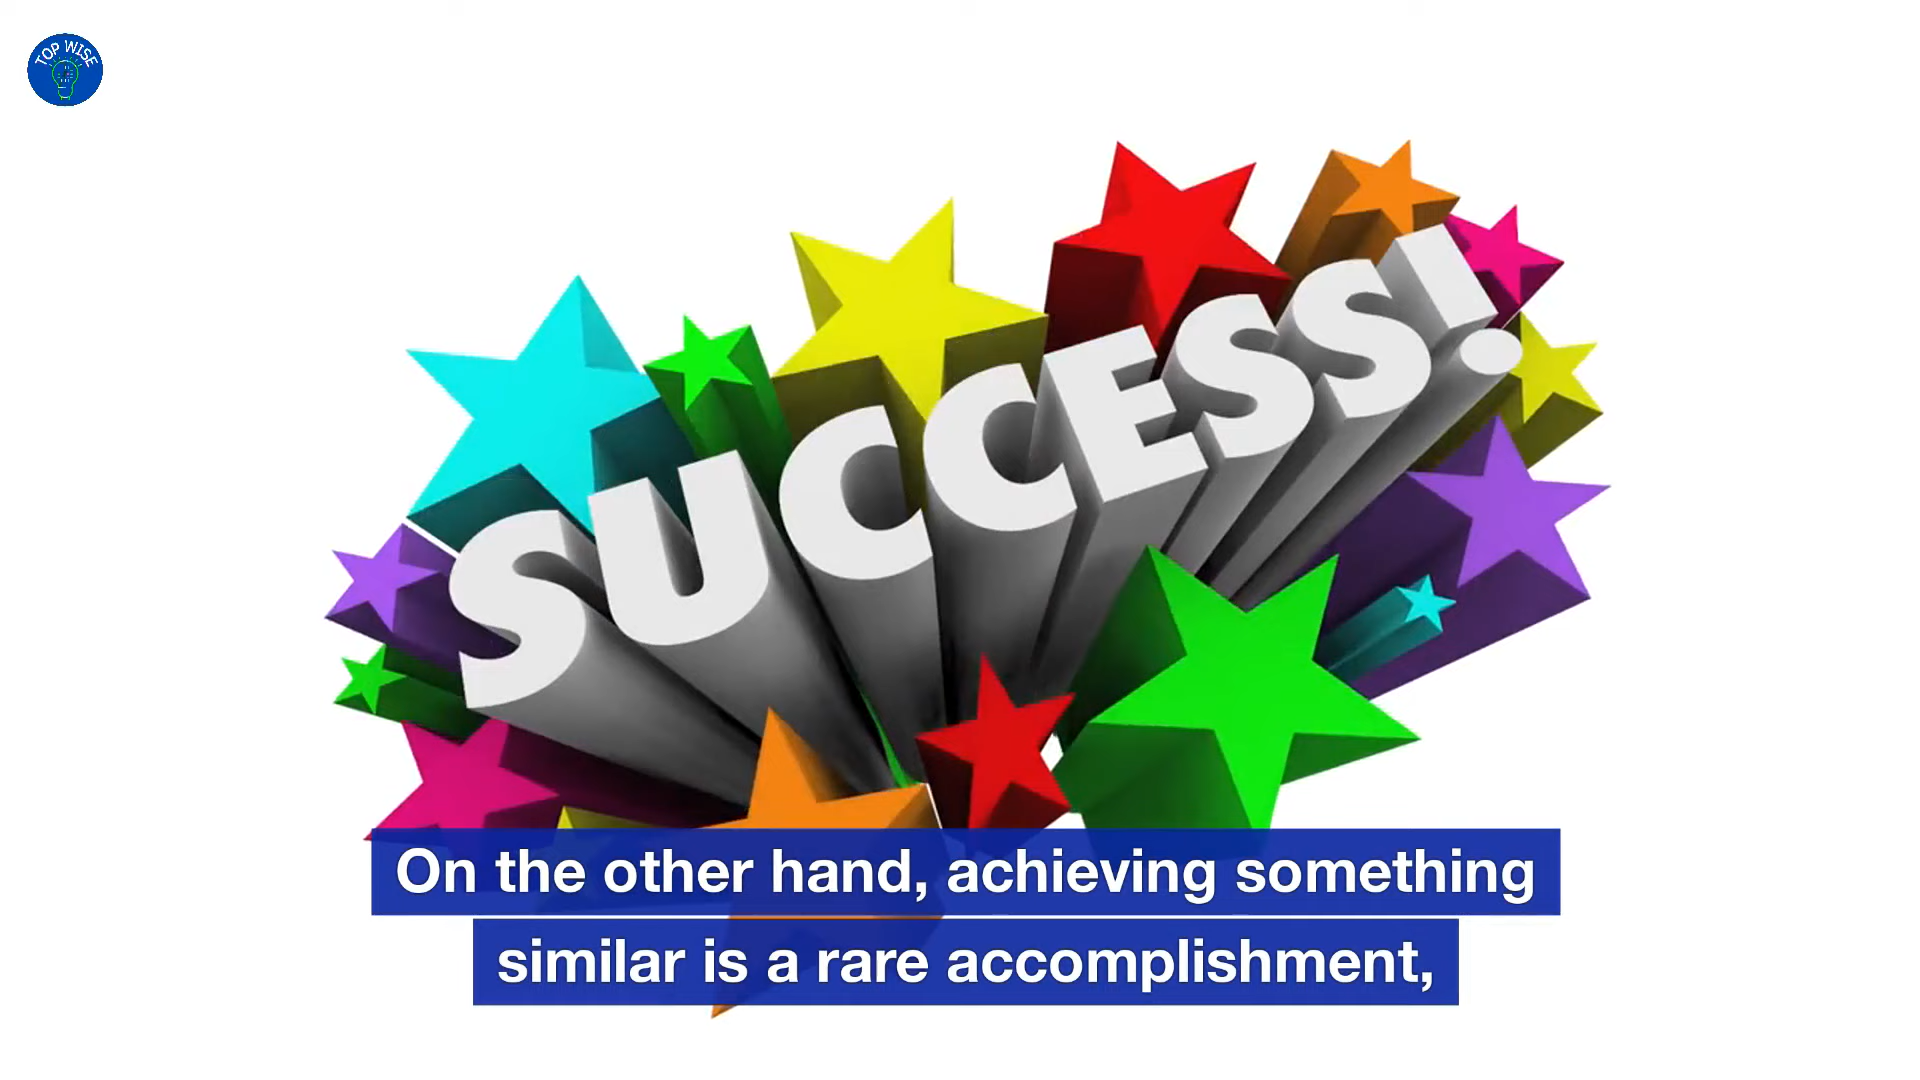 TOP WISE
SUCCESS!
On the other hand, achieving something
similar is a rare accomplishment,